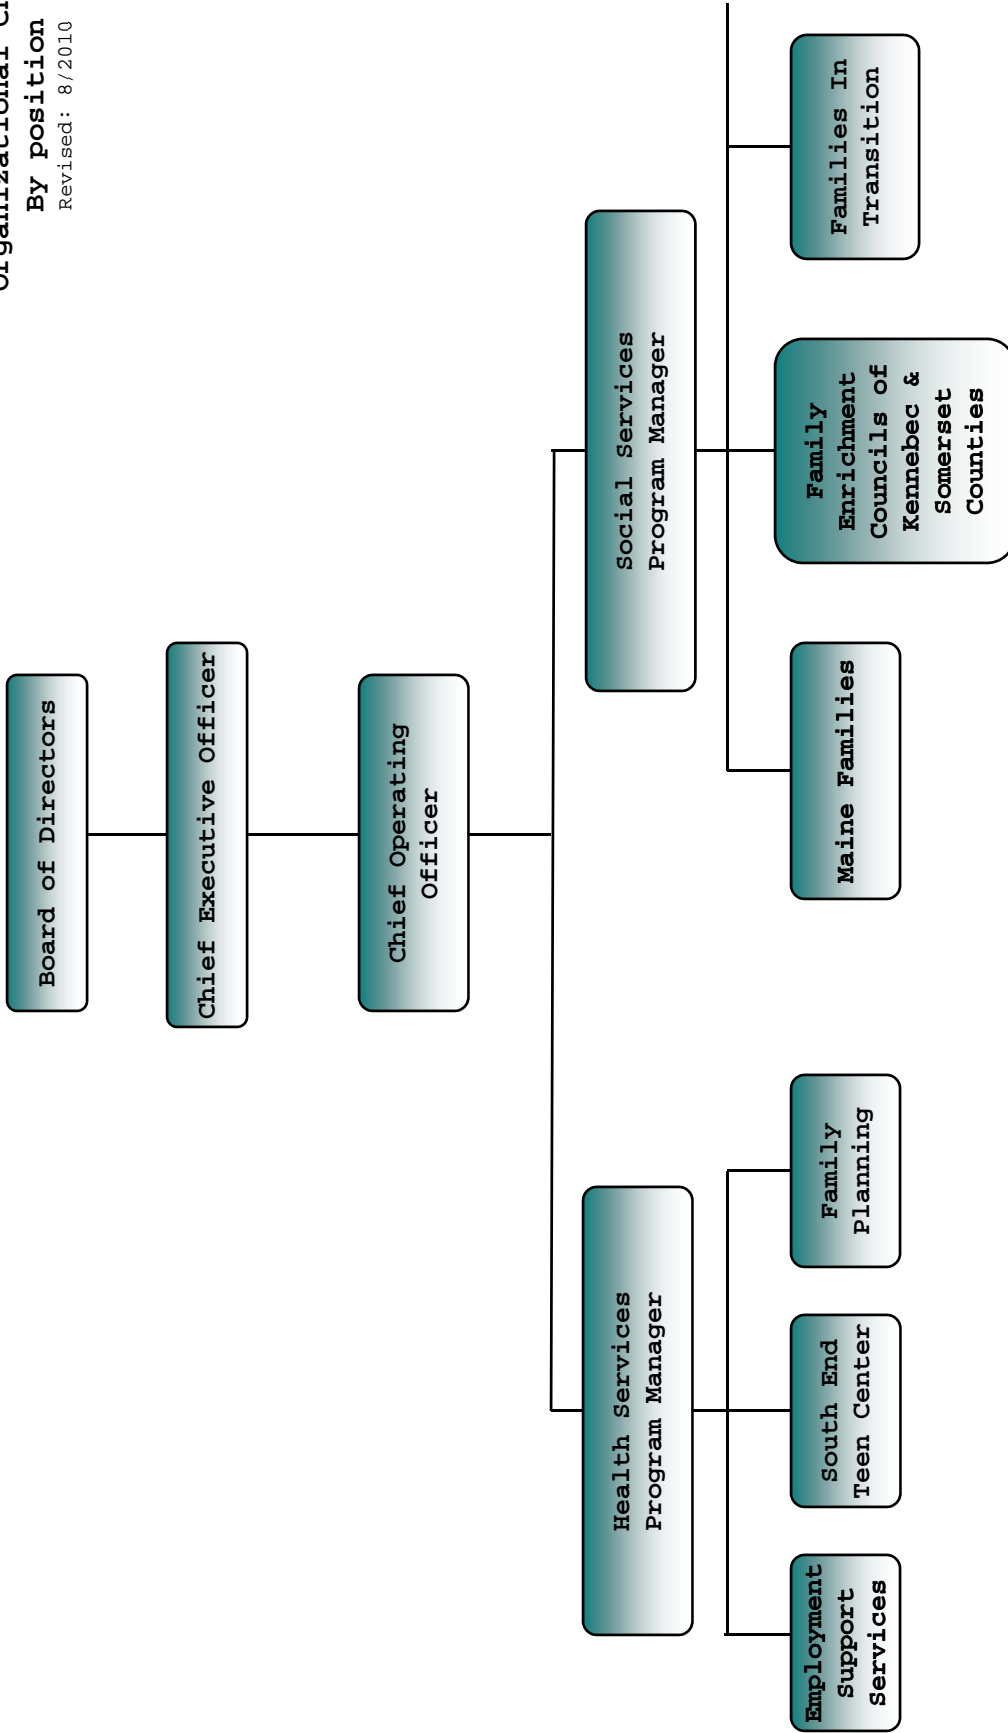 By position
Revised: 8/2010
Board of Directors
Chief Executive Officer
Chief Operating
Officer
Health Services
Program Manager
Social Services
Program Manager
Employment
Support
Services
South End
Teen Center
Family
Planning
Maine Families
Family
Enrichment
Councils of
Kennebec &
Somerset
Counties
Families In
Transition